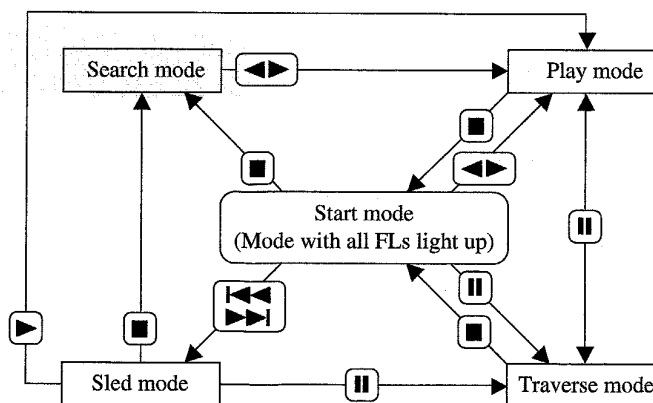 Search mode
Play mode
Start mode
(Mode with all FLs light up)
Sled mode
Traverse mode